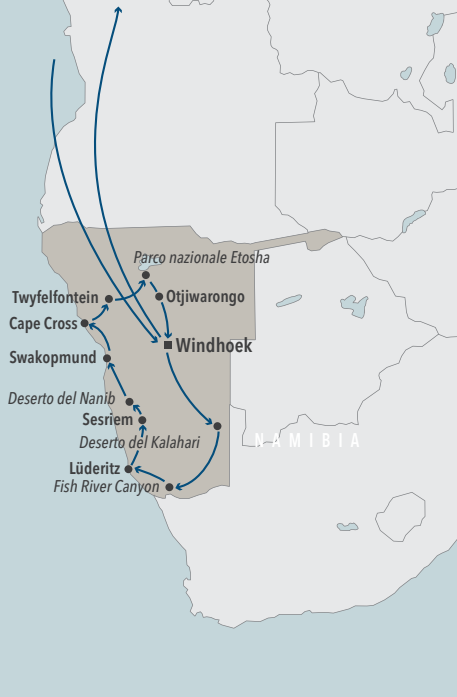 Parco nazionale Etosha
Twyfelfontein
Otjiwarongo
Cape Cross
Windhoek
Swakopmund
Deserto del Nanib
Sesriem
Deserto del Kalahari
NAMIBIA
Lüderitz
Fish River Canyon